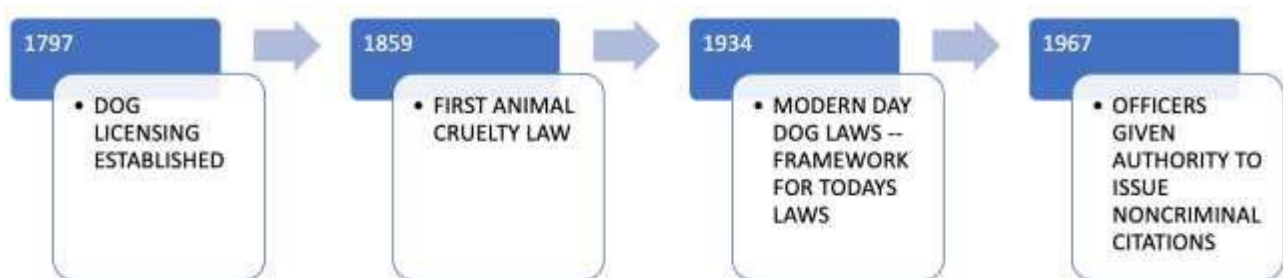 1797
• DOG
LICENSING
ESTABLISHED
1859
• FIRST ANIMAL
CRUELTY LAW
1934
• MODERN DAY
DOG LAWS --
FRAMEWORK
FOR TODAYS
LAWS
1967
• OFFICERS
GIVEN
AUTHORITY TO
ISSUE
NONCRIMINAL
CITATIONS